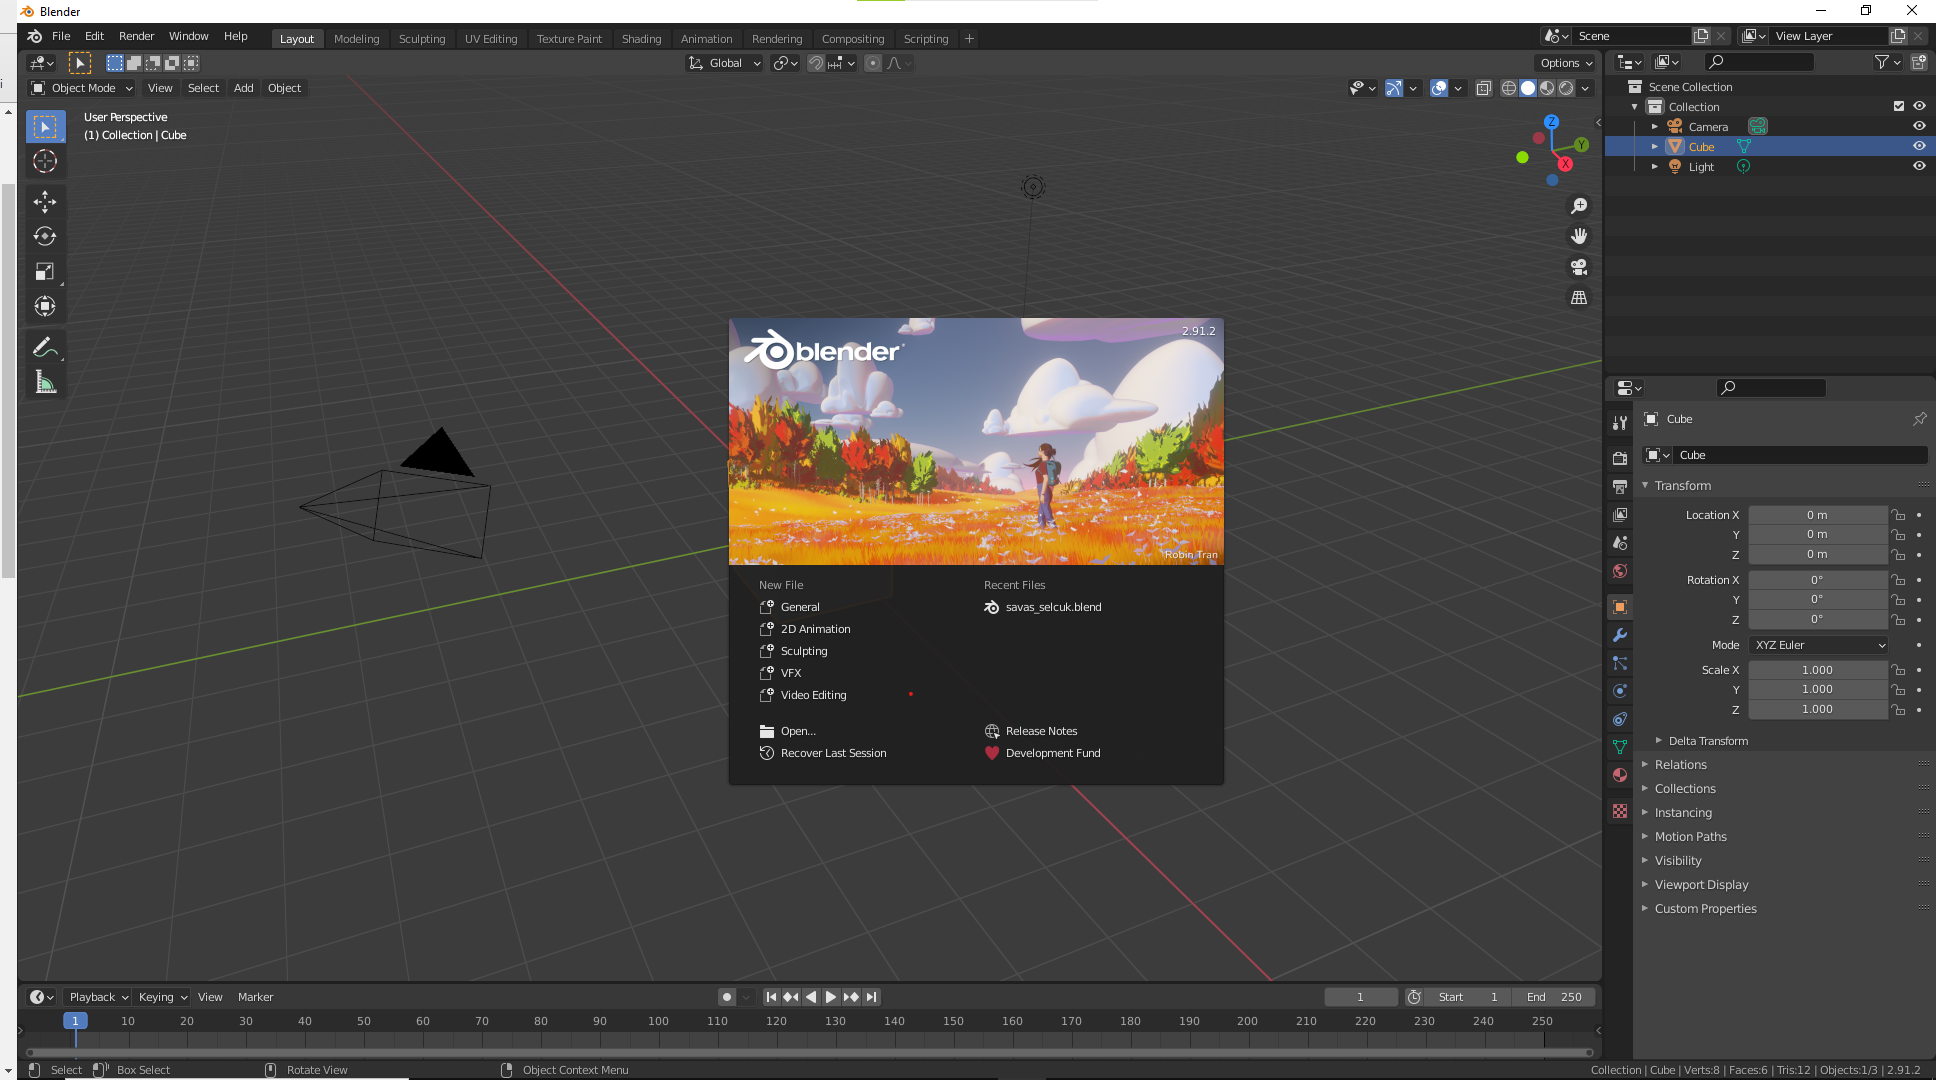 Blender
File Edit Render Window Help
Layout Modeling Sculpting UV Editing Texture Paint Shading Animation Rendering Compositing Scripting +
Scene
View Layer
Global
Options
Object Mode View Select Add Object
User Perspective
(1) Collection | Cube
Z
Y
X
Scene Collection
Collection
Camera
Cube
Light
blender
2.91.2
Robin Tran
New File
General
2D Animation
Sculpting
VFX
Video Editing
Open...
Recover Last Session
Recent Files
savas_selcuk.blend
Release Notes
Development Fund
Cube
Cube
Transform
Location X 0 m
Y 0 m
Z 0 m
Rotation X 0°
Y 0°
Z 0°
Mode XYZ Euler
Scale X 1.000
Y 1.000
Z 1.000
Delta Transform
Relations
Collections
Instancing
Motion Paths
Visibility
Viewport Display
Custom Properties
Playback Keying View Marker
1 Start 1 End 250
1 10 20 30 40 50 60 70 80 90 100 110 120 130 140 150 160 170 180 190 200 210 220 230 240 250
Select Box Select Rotate View Object Context Menu
Collection | Cube | Verts:8 | Faces:6 | Tris:12 | Objects:1/3 | 2.91.2